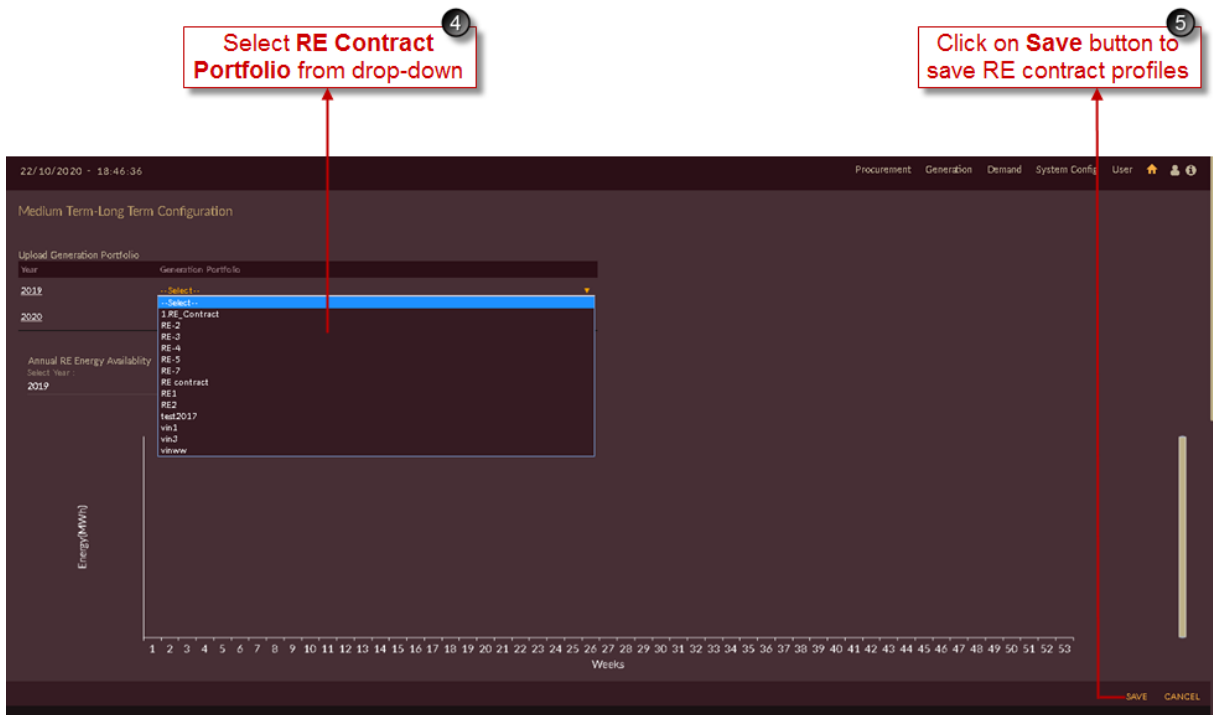 4
Select RE Contract
Portfolio from drop-down
5
Click on Save button to
save RE contract profiles
22/10/2020 - 18:46:36
Procurement Generation Demand System Config User
Medium Term-Long Term Configuration
Upload Generation Portfolio
Year Generation Portfolio
2019 --Select--
--Select--
1.RE_Contract
2020
RE-2
RE-3
RE-4
RE-5
RE-7
RE contract
RE1
RE2
test2017
vin1
vin3
vinww
Annual RE Energy Availablity
Select Year :
2019
Energy(MWh)
1 2 3 4 5 6 7 8 9 10 11 12 13 14 15 16 17 18 19 20 21 22 23 24 25 26 27 28 29 30 31 32 33 34 35 36 37 38 39 40 41 42 43 44 45 46 47 48 49 50 51 52 53
Weeks
SAVE CANCEL